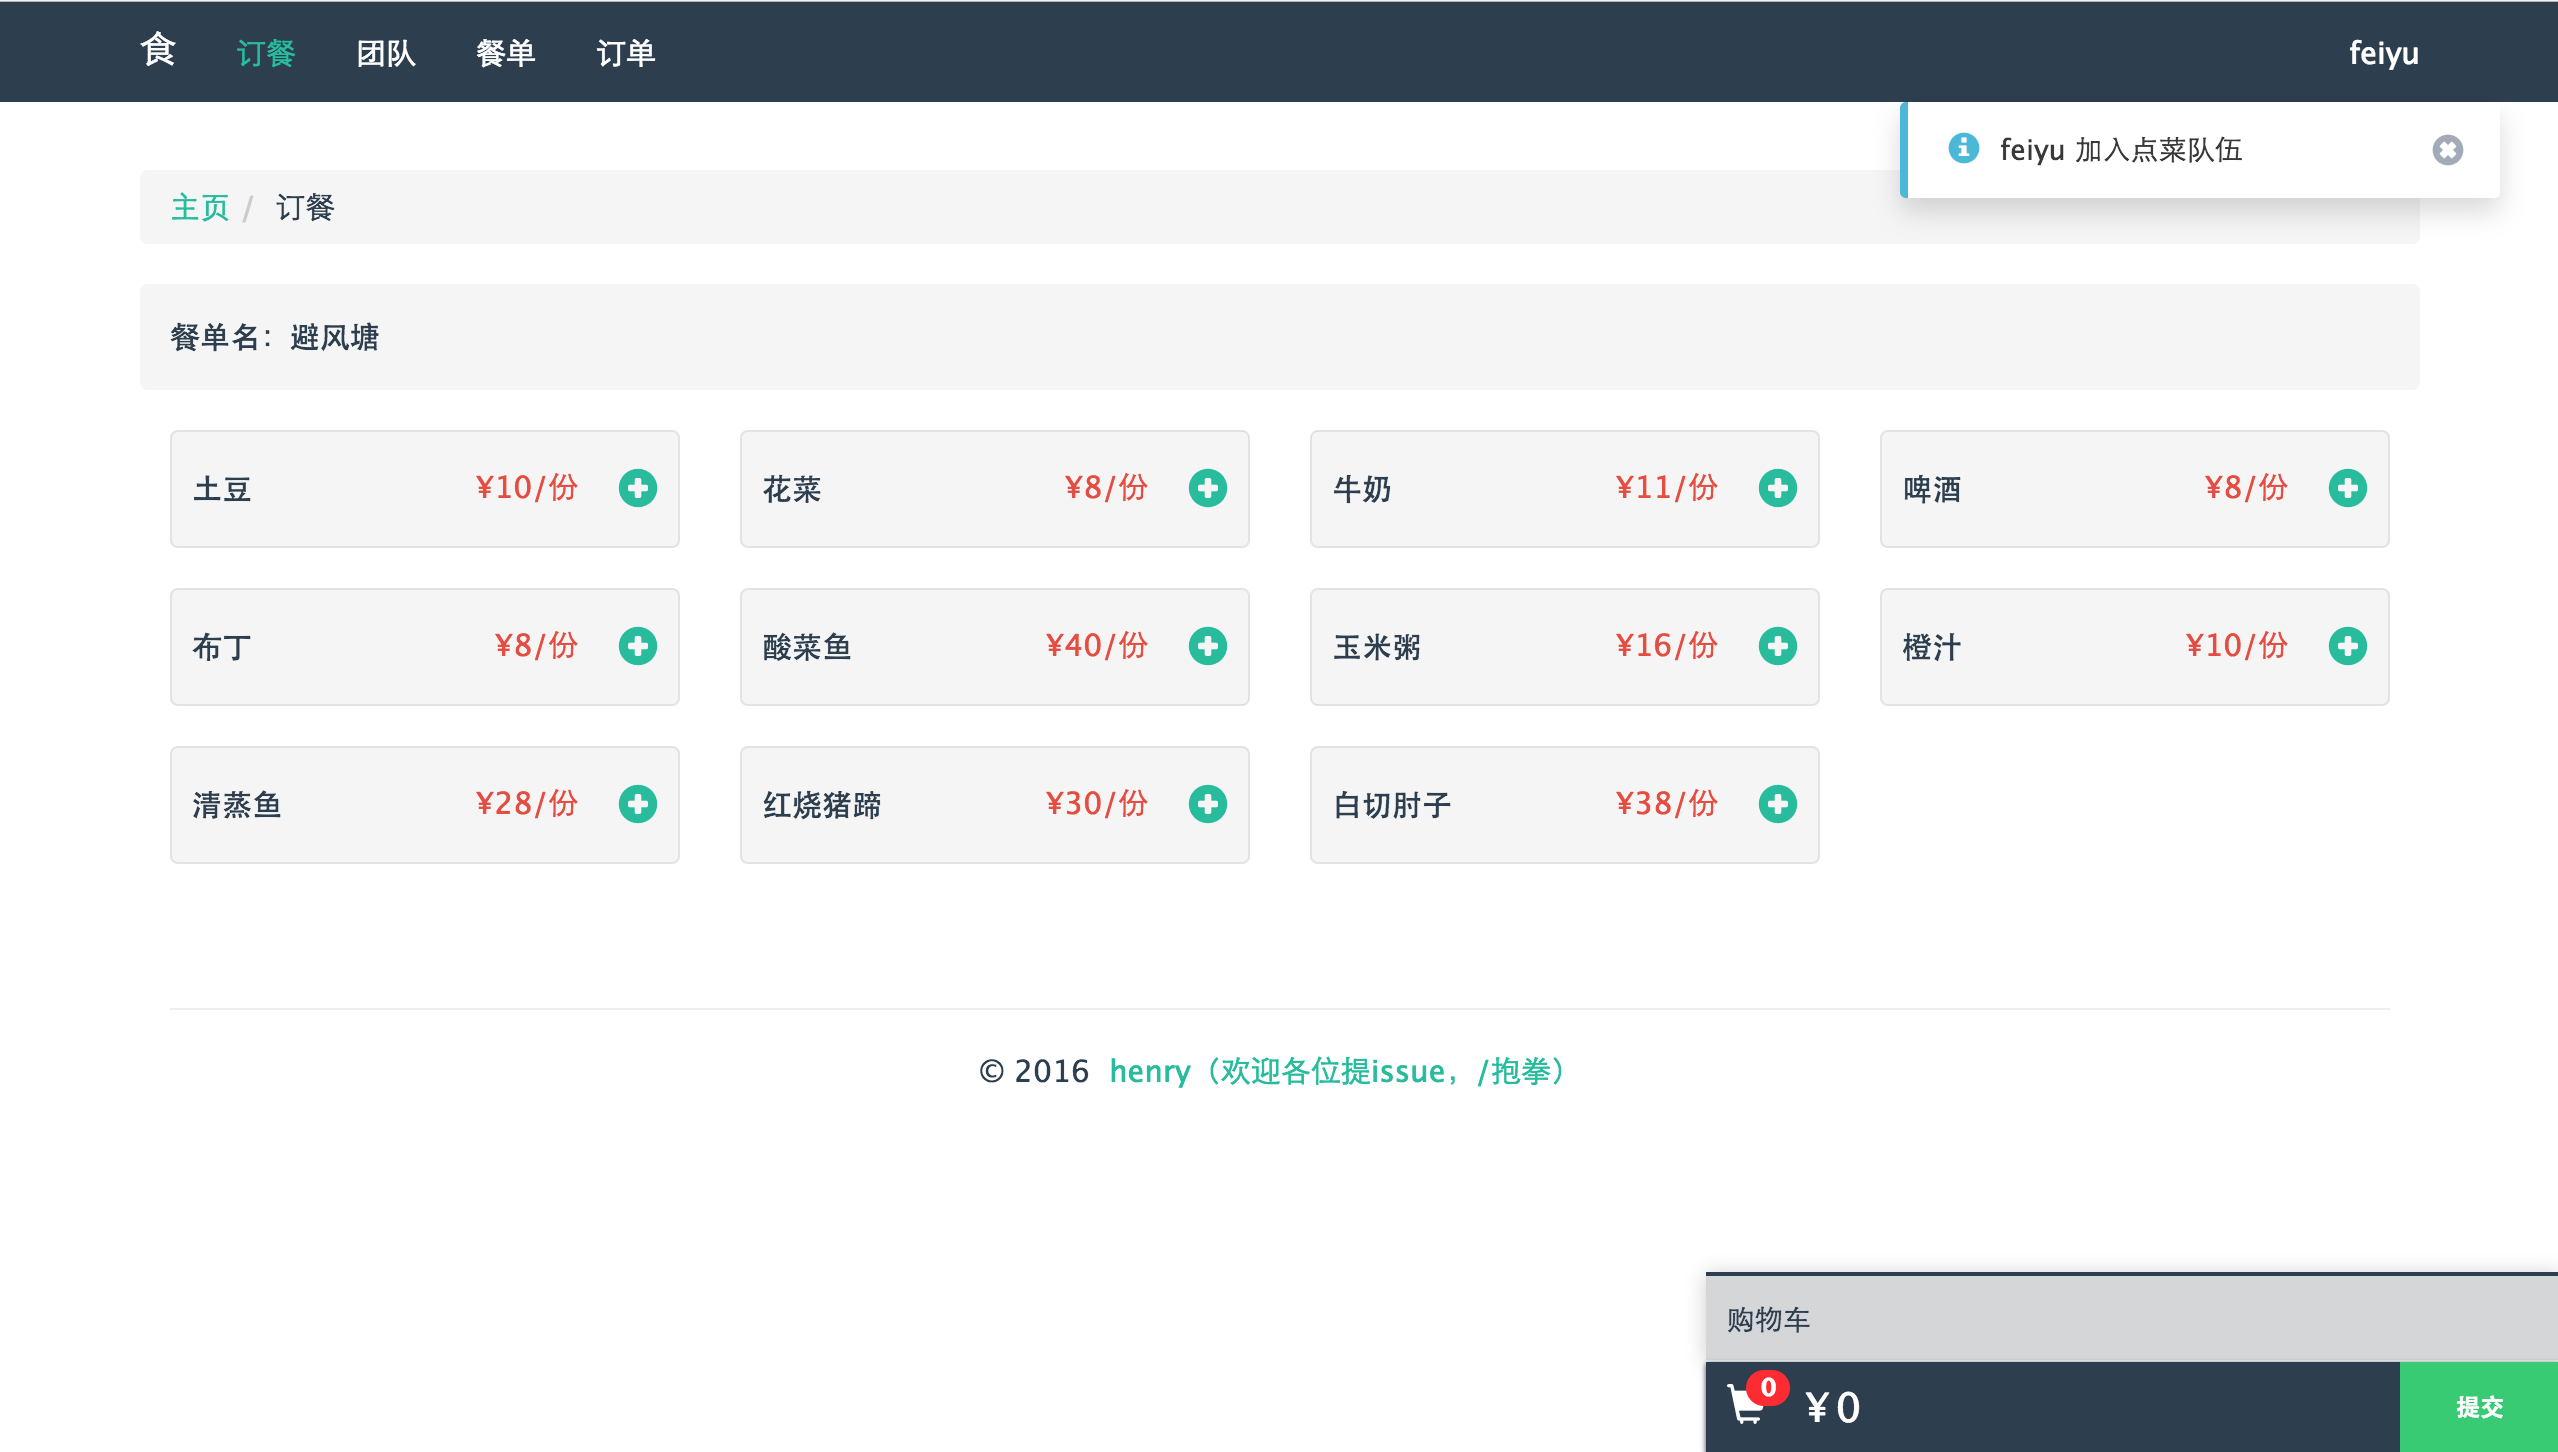 食 订餐 团队 餐单 订单 feiyu
feiyu 加入点菜队伍
主页 / 订餐
餐单名：避风塘
土豆 ¥10/份 花菜 ¥8/份 牛奶 ¥11/份 啤酒 ¥8/份
布丁 ¥8/份 酸菜鱼 ¥40/份 玉米粥 ¥16/份 橙汁 ¥10/份
清蒸鱼 ¥28/份 红烧猪蹄 ¥30/份 白切肘子 ¥38/份
© 2016 henry（欢迎各位提issue，/抱拳）
购物车
0 ¥0 提交